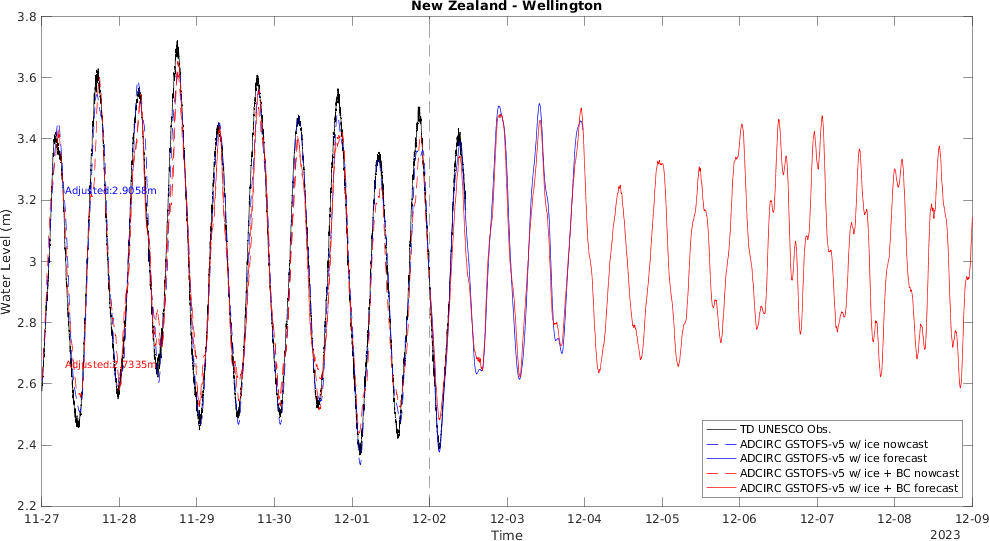 New Zealand - Wellington
Water Level (m)
3.8
3.6
3.4
3.2
3
2.8
2.6
2.4
2.2
Adjusted:2.9058m
Adjusted:2.7335m
TD UNESCO Obs.
ADCIRC GSTOFS-v5 w/ ice nowcast
ADCIRC GSTOFS-v5 w/ ice forecast
ADCIRC GSTOFS-v5 w/ ice + BC nowcast
ADCIRC GSTOFS-v5 w/ ice + BC forecast
11-27 11-28 11-29 11-30 12-01 12-02 12-03 12-04 12-05 12-06 12-07 12-08 12-09
Time
2023